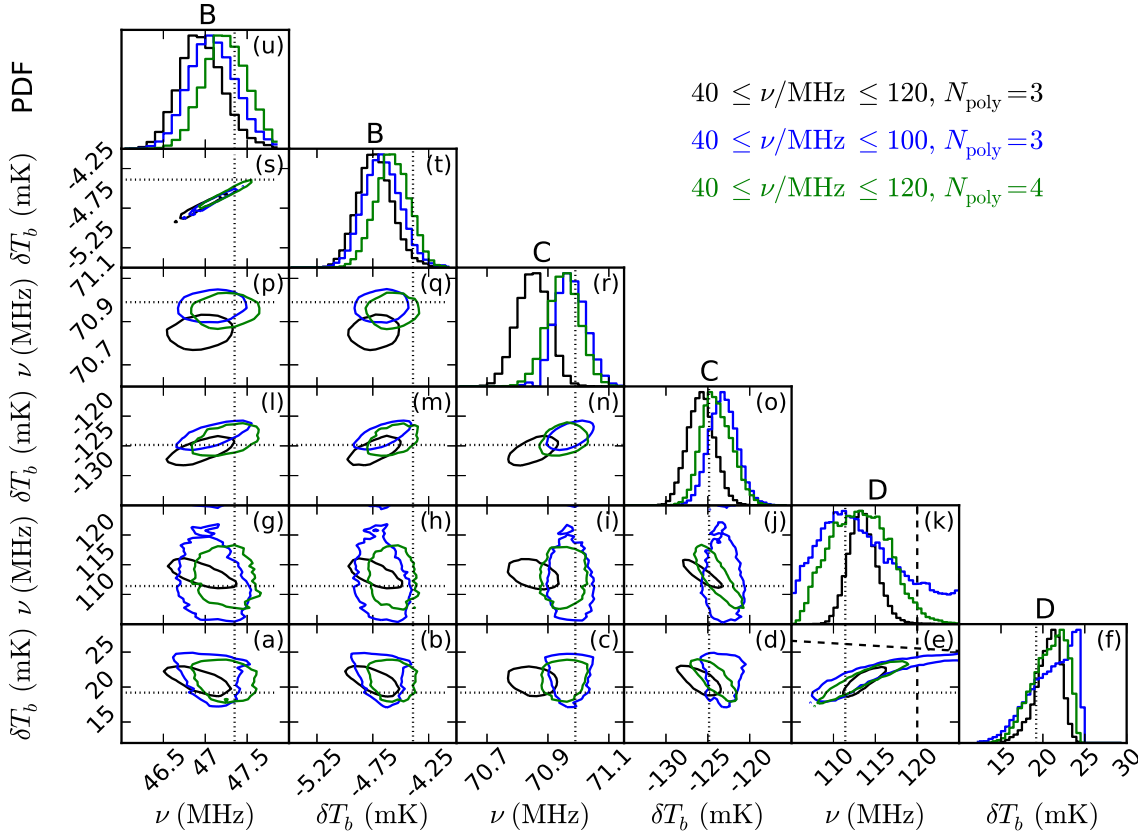 B
PDF
(u)
40 ≤ ν/MHz ≤ 120, N_poly = 3
40 ≤ ν/MHz ≤ 100, N_poly = 3
40 ≤ ν/MHz ≤ 120, N_poly = 4
B
δT_b (mK)
-4.25
-4.75
-5.25
(s)
(t)
C
ν (MHz)
71.1
70.9
70.7
(p)
(q)
(r)
C
δT_b (mK)
-120
-125
-130
(l)
(m)
(n)
(o)
D
ν (MHz)
120
115
110
(g)
(h)
(i)
(j)
(k)
D
δT_b (mK)
25
20
15
(a)
(b)
(c)
(d)
(e)
(f)
46.5 47 47.5
-5.25 -4.75 -4.25
70.7 70.9 71.1
-130 -125 -120
110 115 120
15 20 25 30
ν (MHz)
δT_b (mK)
ν (MHz)
δT_b (mK)
ν (MHz)
δT_b (mK)